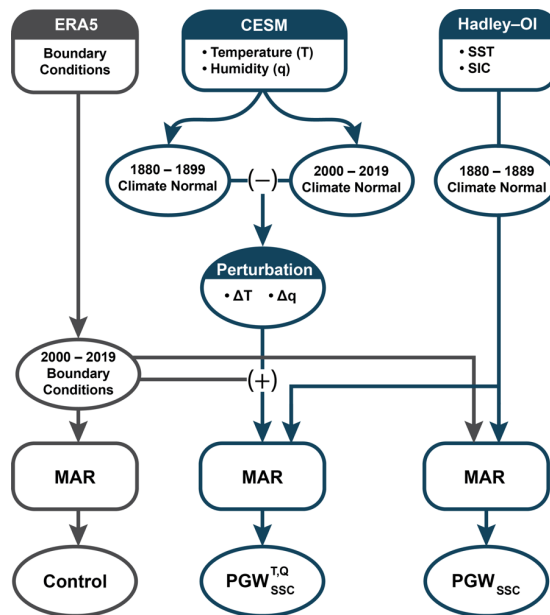 ERA5
Boundary
Conditions
CESM
• Temperature (T)
• Humidity (q)
Hadley–OI
• SST
• SIC
1880 – 1899
Climate Normal
(−)
2000 – 2019
Climate Normal
1880 – 1889
Climate Normal
Perturbation
• ΔT • Δq
2000 – 2019
Boundary
Conditions
(+)
MAR
MAR
MAR
Control
PGW T,Q SSC
PGW SSC